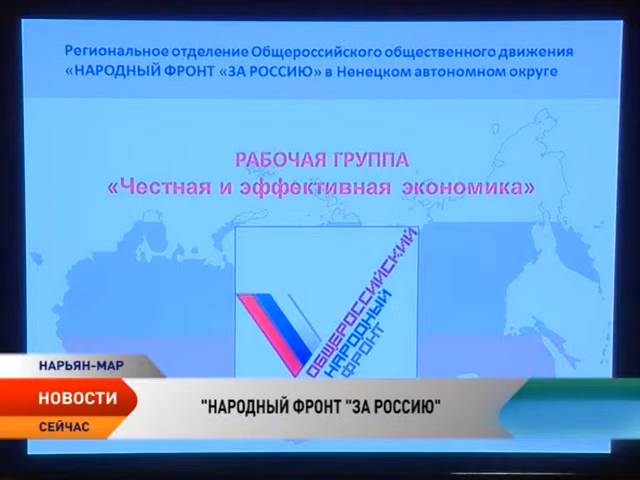 Региональное отделение Общероссийского общественного движения
«НАРОДНЫЙ ФРОНТ «ЗА РОССИЮ» в Ненецком автономном округе
РАБОЧАЯ ГРУППА
«Честная и эффективная экономика»
ОБЩЕРОССИЙСКИЙ
НАРОДНЫЙ
ФРОНТ
НАРЬЯН-МАР
НОВОСТИ
СЕЙЧАС
"НАРОДНЫЙ ФРОНТ "ЗА РОССИЮ"